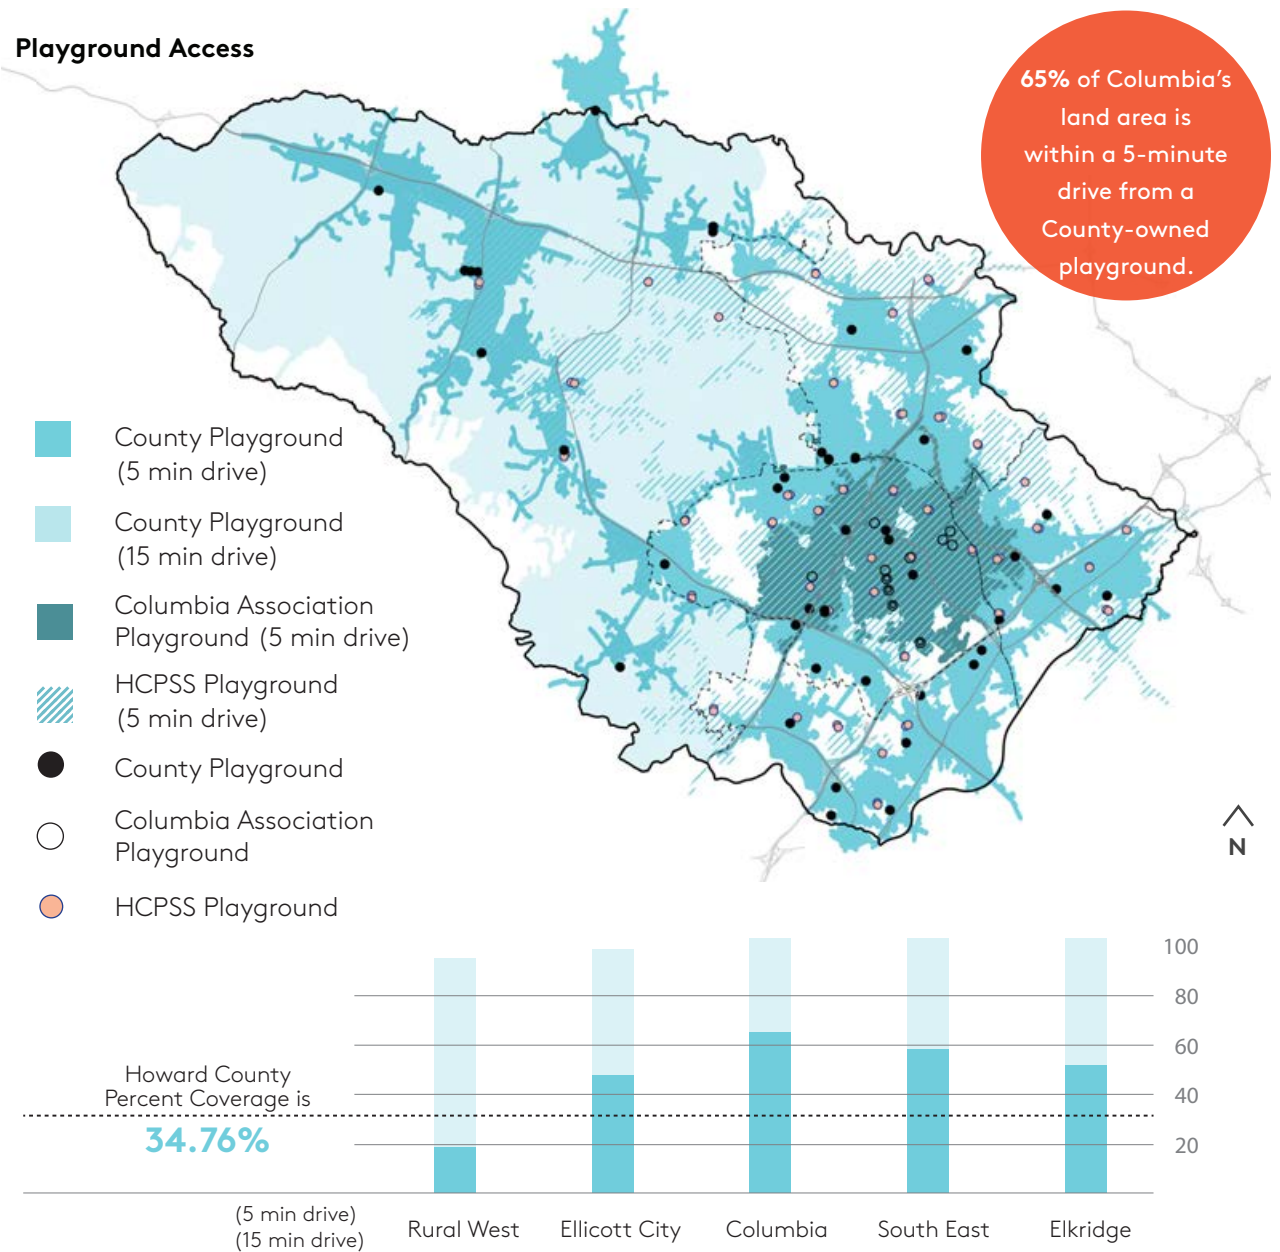 Playground Access
65% of Columbia's
land area is
within a 5-minute
drive from a
County-owned
playground.
County Playground
(5 min drive)
County Playground
(15 min drive)
Columbia Association
Playground (5 min drive)
HCPSS Playground
(5 min drive)
County Playground
Columbia Association
Playground
HCPSS Playground
N
100
80
60
40
20
Howard County
Percent Coverage is
34.76%
(5 min drive)
(15 min drive)
Rural West
Ellicott City
Columbia
South East
Elkridge